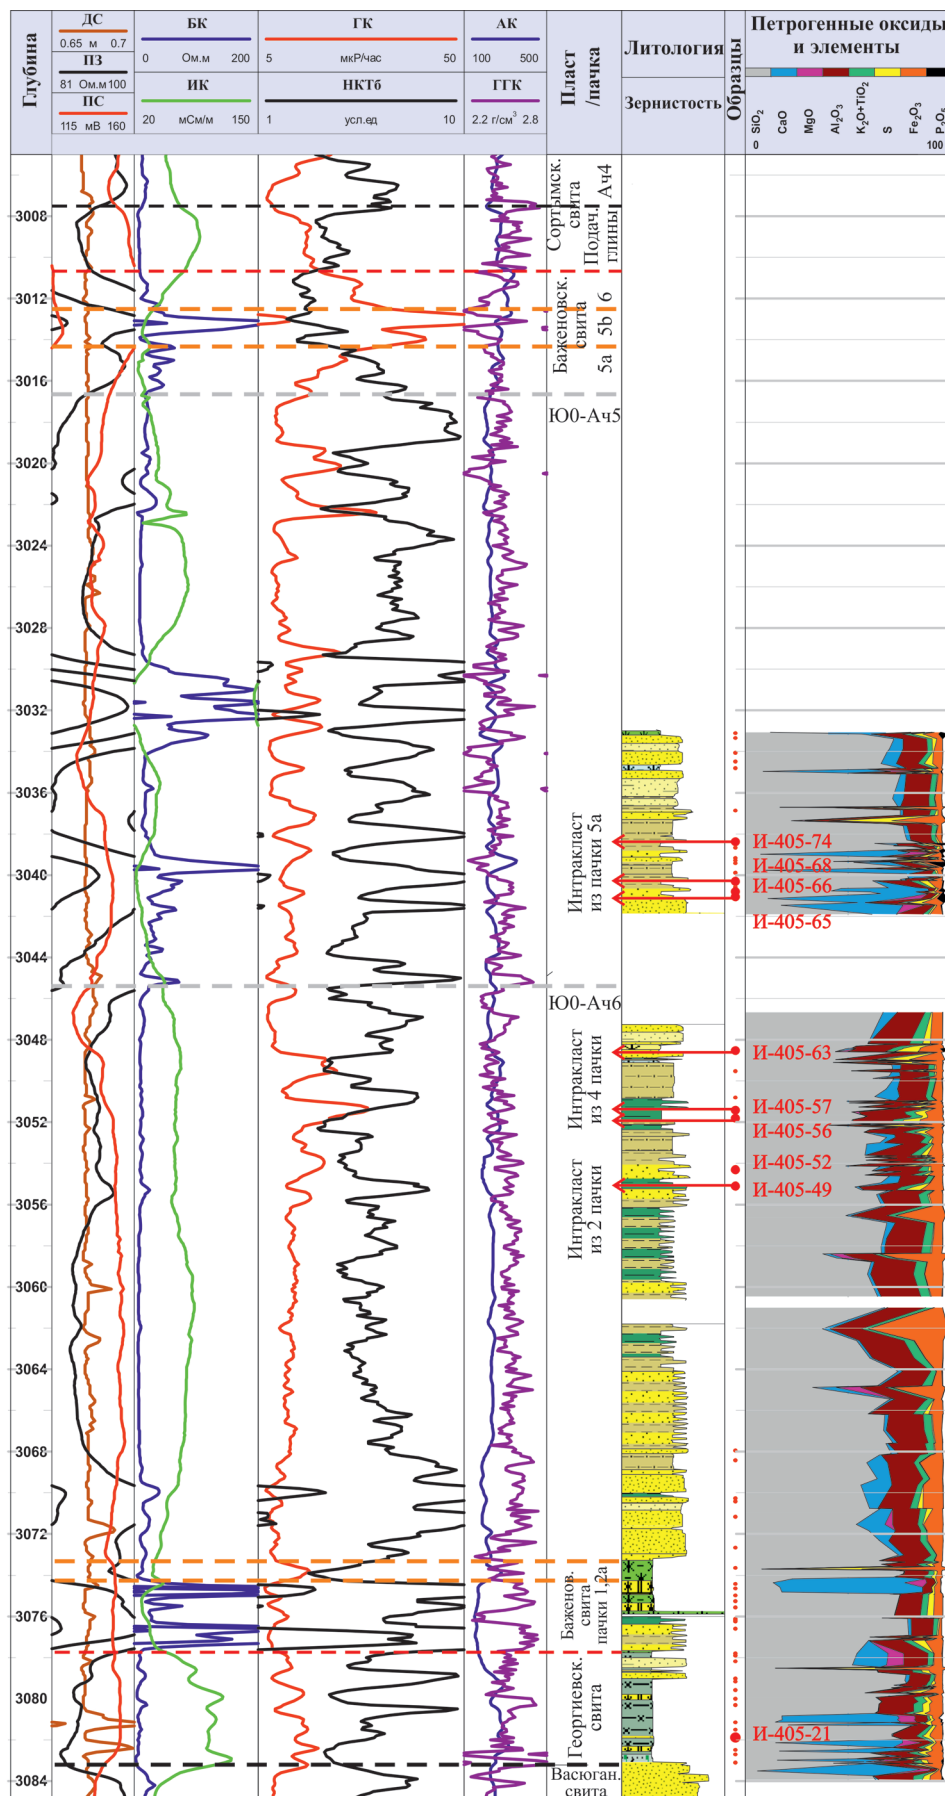 Глубина
ДС
0.65 м 0.7
ПЗ
81 Ом.м 100
ПС
115 мВ 160
БК
0 Ом.м 200
ИК
20 мСм/м 150
ГК
5 мкР/час 50
НКТб
1 усл.ед 10
АК
100 500
ГГК
2.2 г/см³ 2.8
Пласт
/пачка
Литология
Зернистость
Образцы
Петрогенные оксиды
и элементы
SiO₂
CaO
MgO
Al₂O₃
K₂O+TiO₂
S
Fe₂O₃
0 100
3008
3012
3016
3020
3024
3028
3032
3036
3040
3044
3048
3052
3056
3060
3064
3068
3072
3076
3080
3084
Сортымск.
свита
Ач4
Подач.
глины
Баженовск.
свита
6
5b
5a
Ю0-Ач5
Интракласт
из пачки 5а
Ю0-Ач6
Интракласт
из 4 пачки
Интракласт
из 2 пачки
Баженов.
свита
пачки 1,2а
Георгиевск.
свита
Васюган.
свита
И-405-74
И-405-68
И-405-66
И-405-65
И-405-63
И-405-57
И-405-56
И-405-52
И-405-49
И-405-21